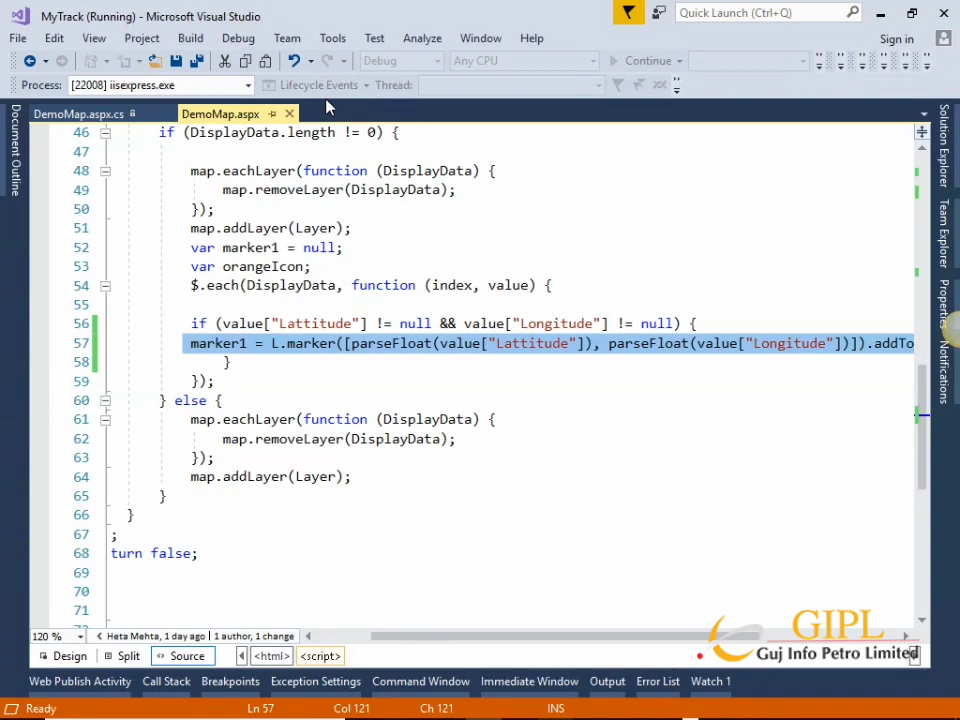 MyTrack (Running) - Microsoft Visual Studio
Quick Launch (Ctrl+Q)
File Edit View Project Build Debug Team Tools Test Analyze Window Help
Sign in
Debug Any CPU Continue
Process: [22008] iisexpress.exe Lifecycle Events Thread:
DemoMap.aspx.cs DemoMap.aspx
Document Outline
Solution Explorer
Team Explorer
Properties
Notifications
46 if (DisplayData.length != 0) {
47
48 map.eachLayer(function (DisplayData) {
49 map.removeLayer(DisplayData);
50 });
51 map.addLayer(Layer);
52 var marker1 = null;
53 var orangeIcon;
54 $.each(DisplayData, function (index, value) {
55
56 if (value["Lattitude"] != null && value["Longitude"] != null) {
57 marker1 = L.marker([parseFloat(value["Lattitude"]), parseFloat(value["Longitude"])]).addTo
58 }
59 });
60 } else {
61 map.eachLayer(function (DisplayData) {
62 map.removeLayer(DisplayData);
63 });
64 map.addLayer(Layer);
65 }
66 }
67 ;
68 turn false;
69
70
71
GIPL
Guj Info Petro Limited
120 % Heta Mehta, 1 day ago | 1 author, 1 change
Design Split Source <html> <script>
Web Publish Activity Call Stack Breakpoints Exception Settings Command Window Immediate Window Output Error List Watch 1
Ready Ln 57 Col 121 Ch 121 INS